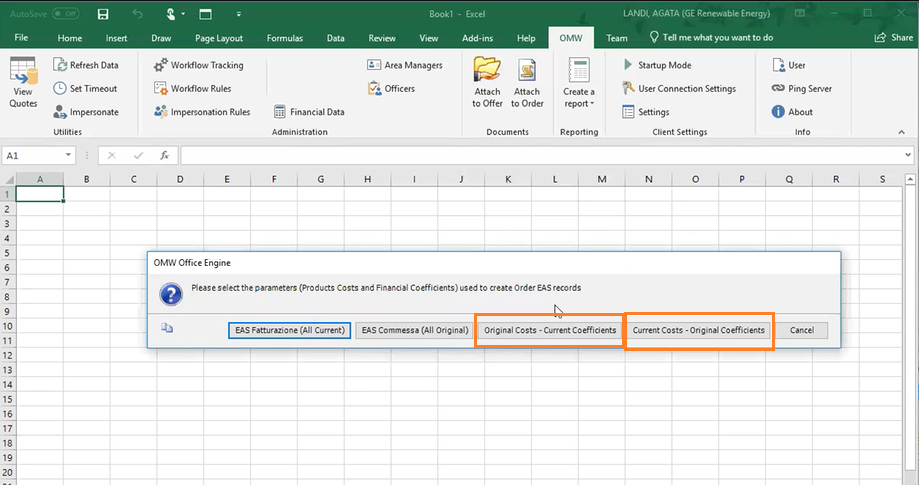 AutoSave Off
Book1 - Excel
LANDI, AGATA (GE Renewable Energy)
File Home Insert Draw Page Layout Formulas Data Review View Add-ins Help OMW Team Tell me what you want to do Share
View Quotes
Refresh Data
Set Timeout
Impersonate
Utilities
Workflow Tracking
Workflow Rules
Impersonation Rules
Financial Data
Area Managers
Officers
Administration
Attach to Offer
Attach to Order
Documents
Create a report
Reporting
Startup Mode
User Connection Settings
Settings
Client Settings
User
Ping Server
About
Info
A1
fx
A B C D E F G H I J K L M N O P Q R S
1
2
3
4
5
6
7
8
9
10
11
12
13
14
15
16
17
18
19
20
OMW Office Engine
Please select the parameters (Products Costs and Financial Coefficients) used to create Order EAS records
EAS Fatturazione (All Current) EAS Commessa (All Original) Original Costs - Current Coefficients Current Costs - Original Coefficients Cancel